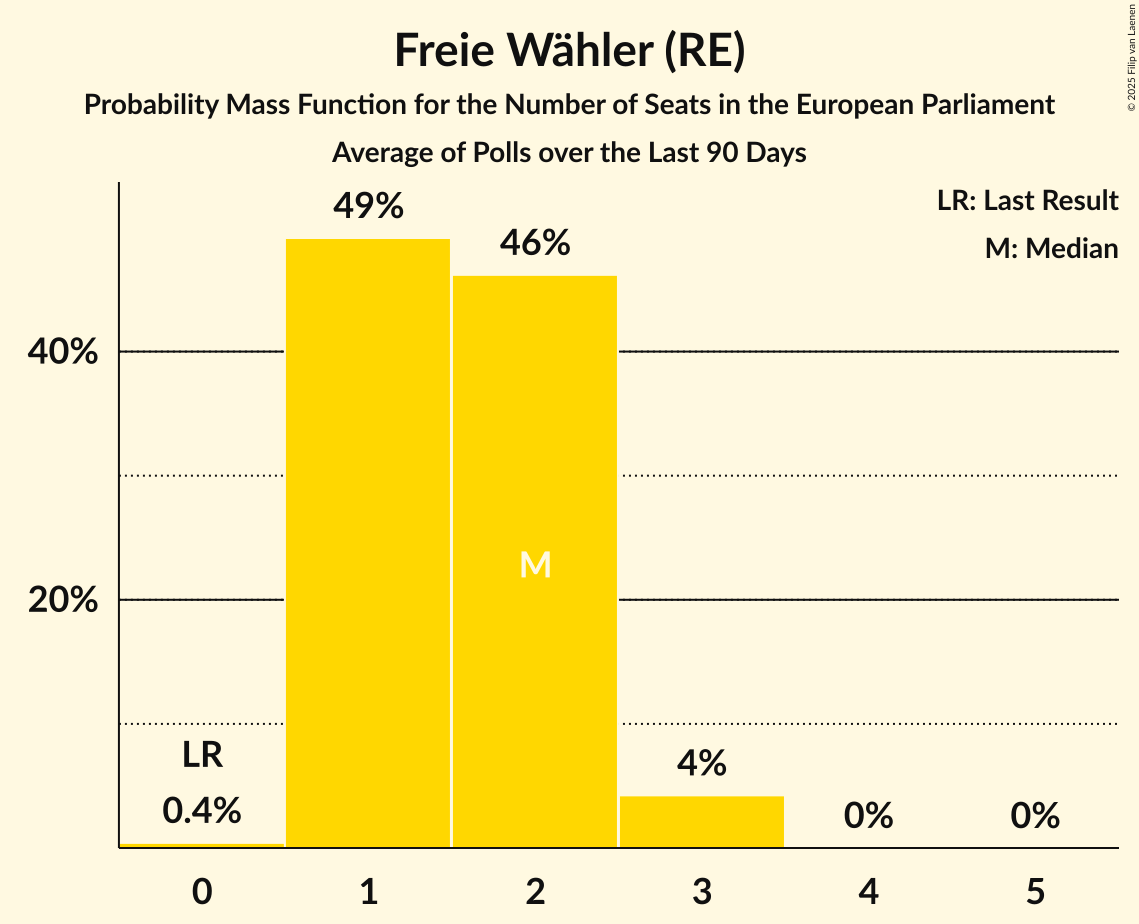 © 2025 Filip van Laenen
Freie Wähler (RE)
Probability Mass Function for the Number of Seats in the European Parliament
Average of Polls over the Last 90 Days
LR: Last Result
M: Median
49%
46%
40%
M
20%
LR
4%
0.4%
0%
0%
0
1
2
3
4
5